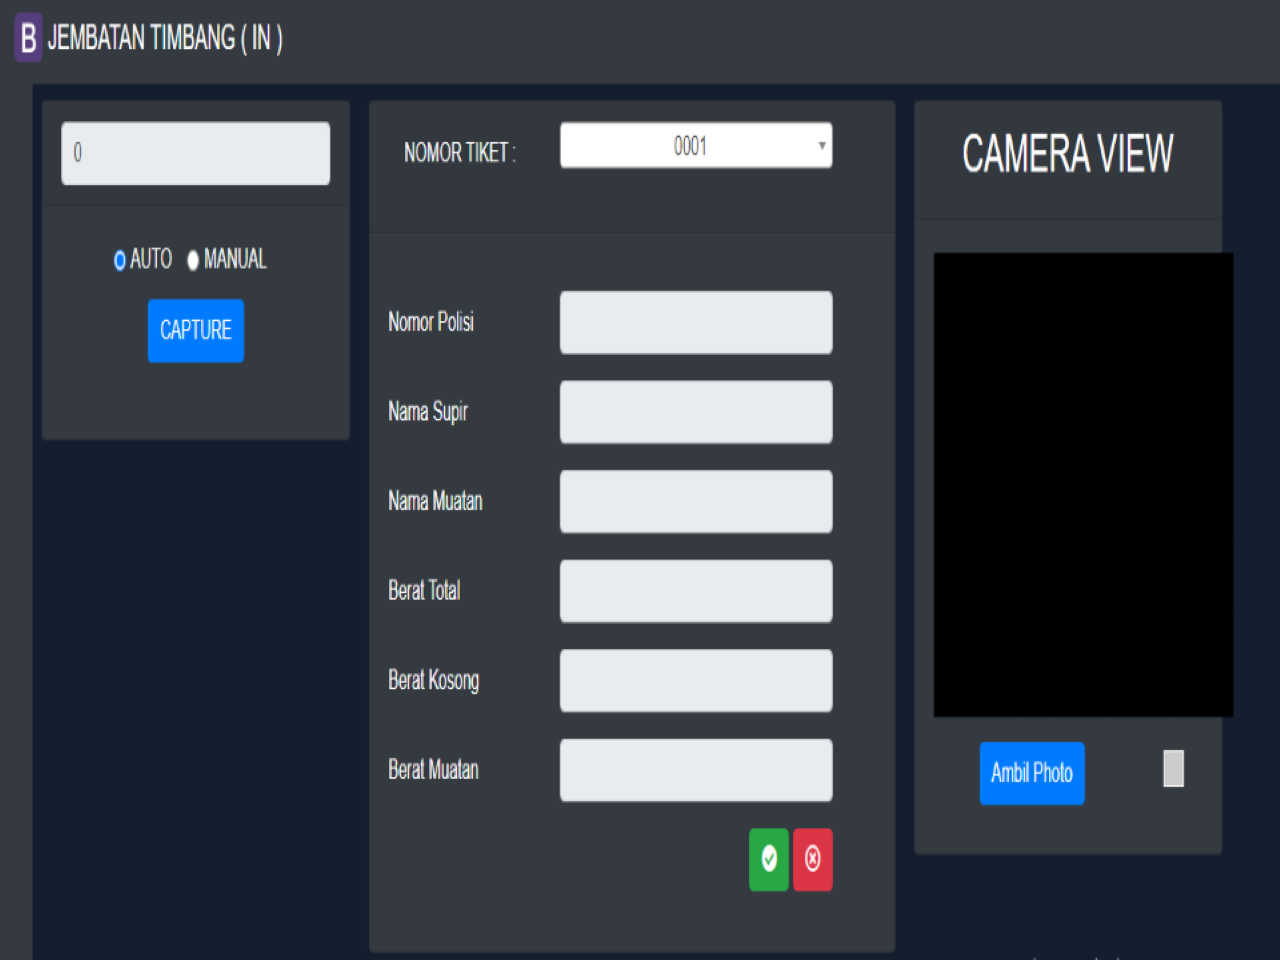 B JEMBATAN TIMBANG ( IN )
0
AUTO MANUAL
CAPTURE
NOMOR TIKET : 0001
Nomor Polisi
Nama Supir
Nama Muatan
Berat Total
Berat Kosong
Berat Muatan
CAMERA VIEW
Ambil Photo